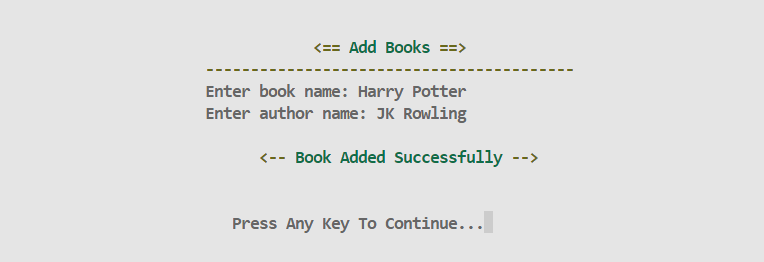 <== Add Books ==>
-----------------------------------------
Enter book name: Harry Potter
Enter author name: JK Rowling
<-- Book Added Successfully -->
Press Any Key To Continue...